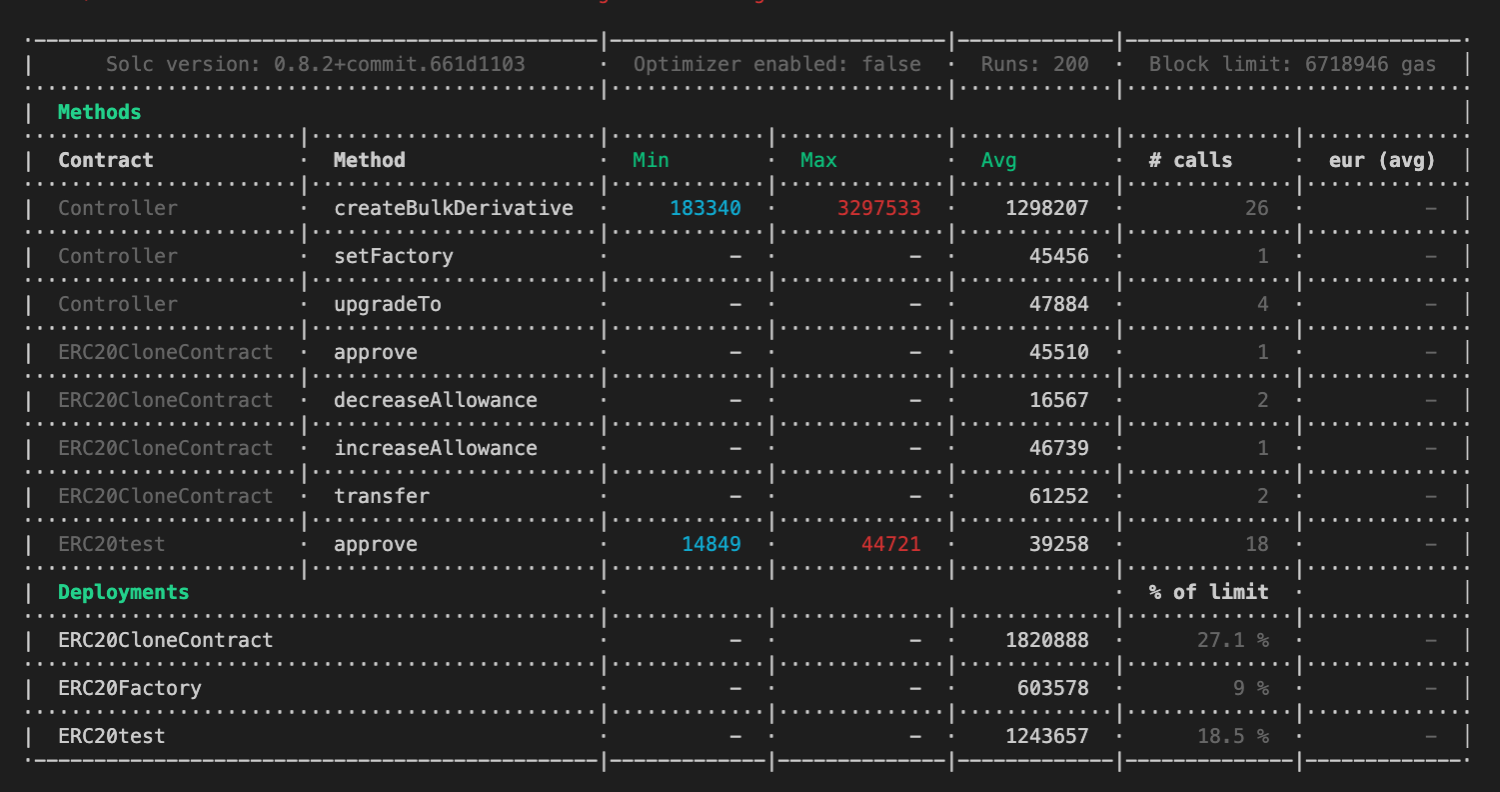 Solc version: 0.8.2+commit.661d1103 · Optimizer enabled: false · Runs: 200 · Block limit: 6718946 gas
Methods
Contract · Method · Min · Max · Avg · # calls · eur (avg)
Controller · createBulkDerivative · 183340 · 3297533 · 1298207 · 26 · -
Controller · setFactory · - · - · 45456 · 1 · -
Controller · upgradeTo · - · - · 47884 · 4 · -
ERC20CloneContract · approve · - · - · 45510 · 1 · -
ERC20CloneContract · decreaseAllowance · - · - · 16567 · 2 · -
ERC20CloneContract · increaseAllowance · - · - · 46739 · 1 · -
ERC20CloneContract · transfer · - · - · 61252 · 2 · -
ERC20test · approve · 14849 · 44721 · 39258 · 18 · -
Deployments · · % of limit ·
ERC20CloneContract · - · - · 1820888 · 27.1 % · -
ERC20Factory · - · - · 603578 · 9 % · -
ERC20test · - · - · 1243657 · 18.5 % · -